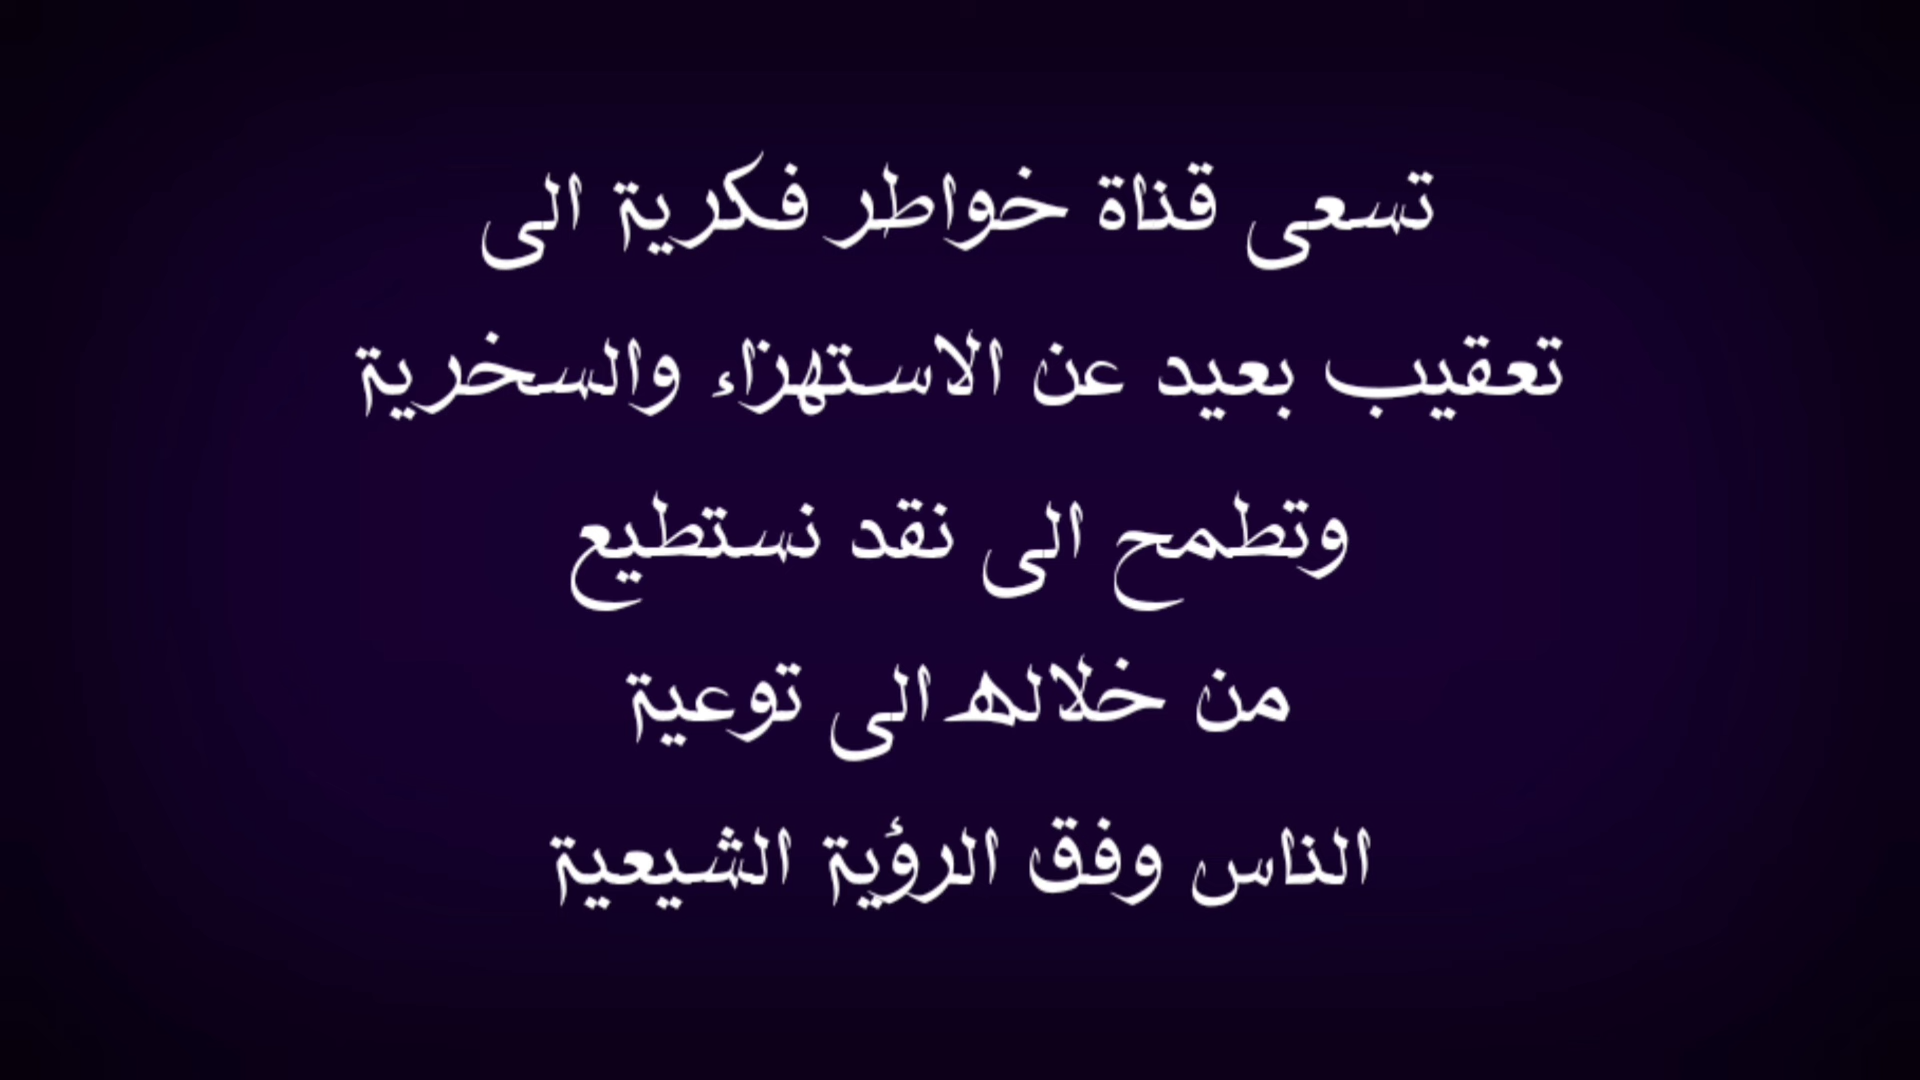 تسعى قناة خواطر فكرية الى
تعقيب بعيد عن الاستهزاء والسخرية
وتطمح الى نقد نستطيع
من خلاله الى توعية
الناس وفق الرؤية الشيعية